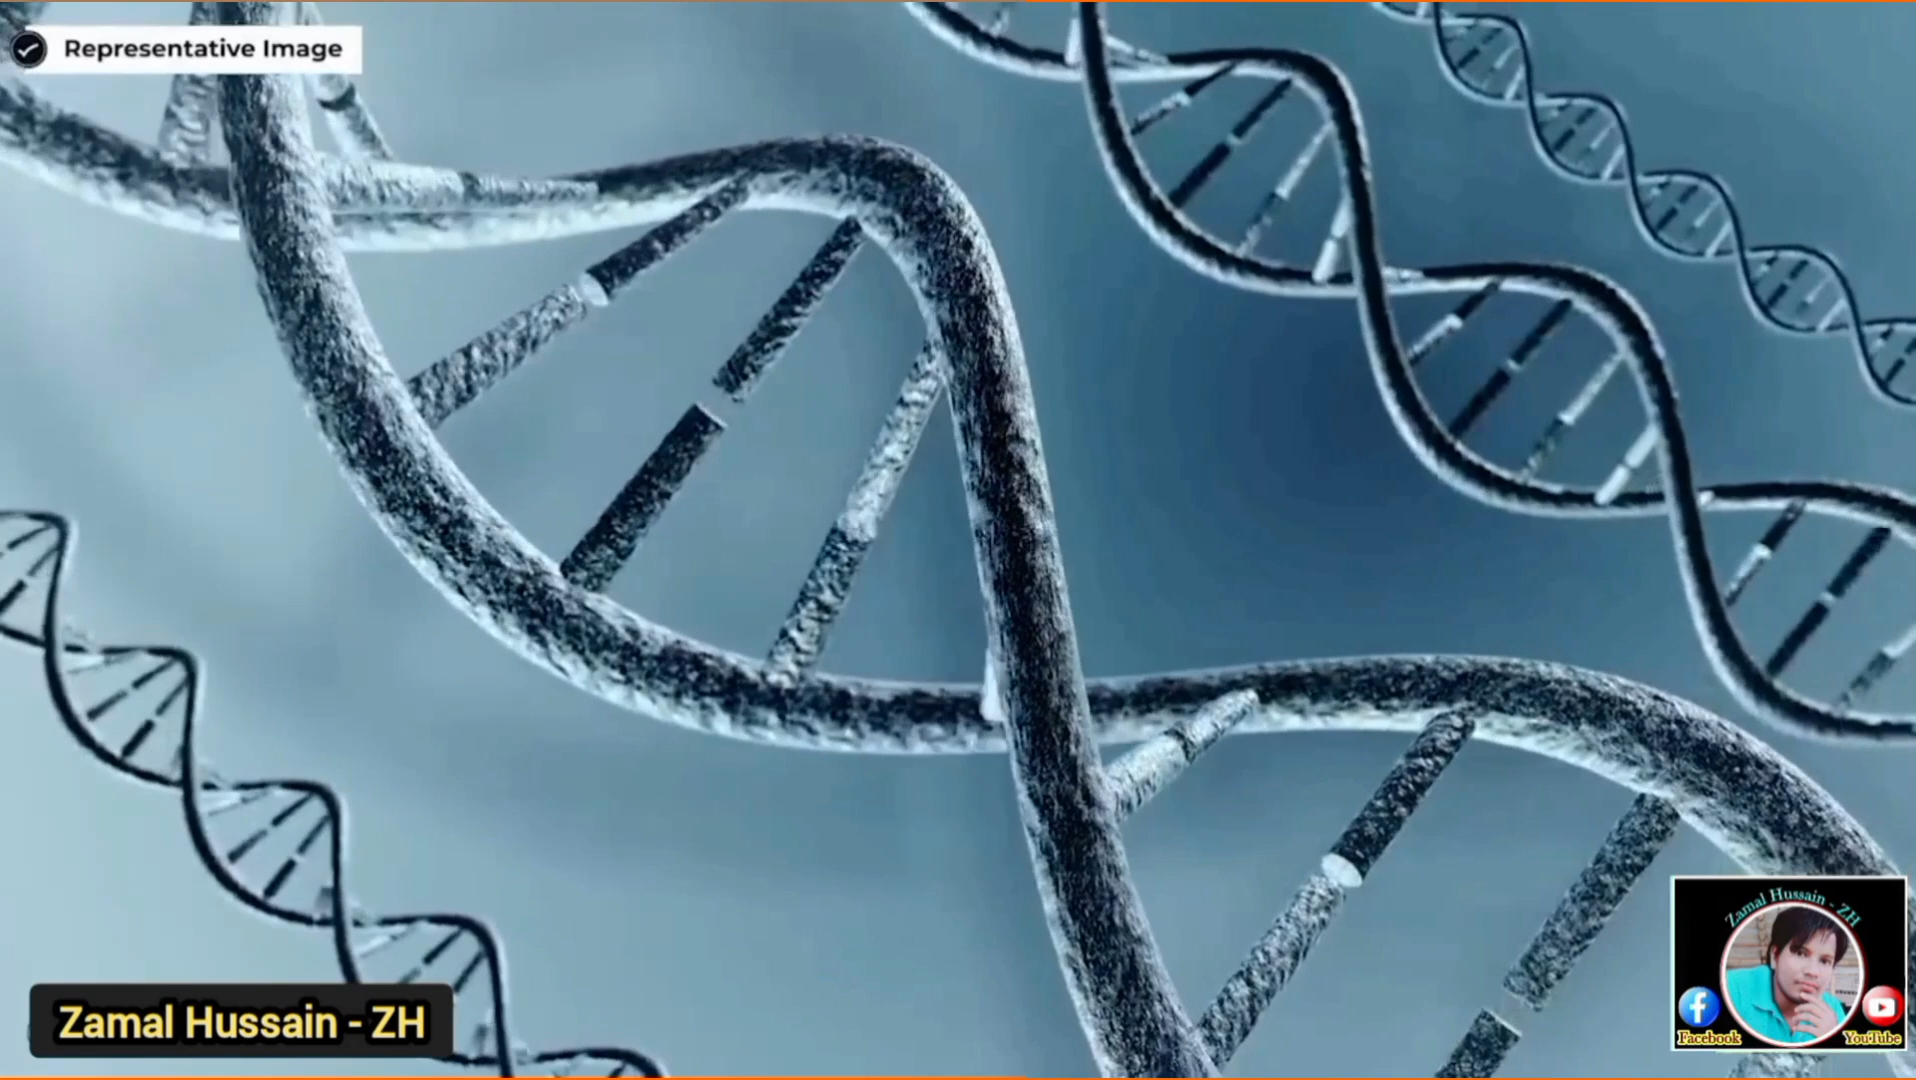 Representative Image
Zamal Hussain - ZH
Zamal Hussain - ZH
Facebook
YouTube